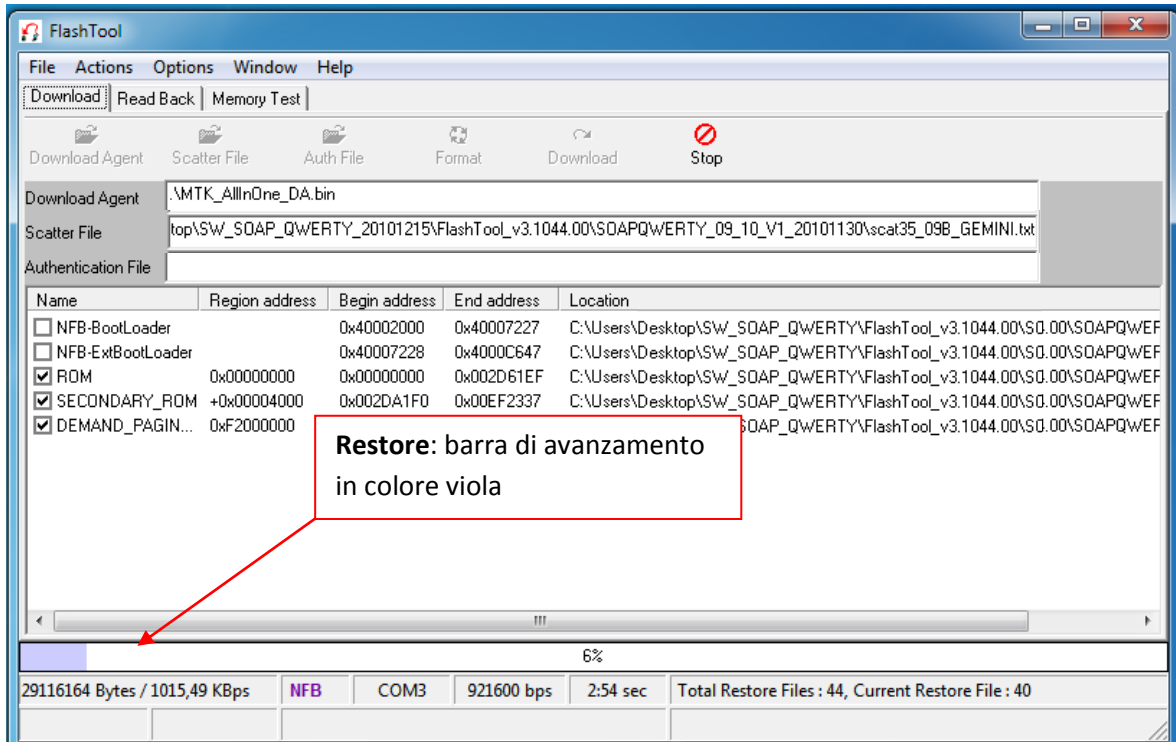 FlashTool
File Actions Options Window Help
Download Read Back Memory Test
Download Agent Scatter File Auth File Format Download Stop
Download Agent .\MTK_AllInOne_DA.bin
Scatter File top\SW_SOAP_QWERTY_20101215\FlashTool_v3.1044.00\SOAPQWERTY_09_10_V1_20101130\scat35_09B_GEMINI.txt
Authentication File
Name Region address Begin address End address Location
NFB-BootLoader 0x40002000 0x40007227 C:\Users\Desktop\SW_SOAP_QWERTY\FlashTool_v3.1044.00\S0.00\SOAPQWER
NFB-ExtBootLoader 0x40007228 0x4000C647 C:\Users\Desktop\SW_SOAP_QWERTY\FlashTool_v3.1044.00\S0.00\SOAPQWER
ROM 0x00000000 0x00000000 0x002D61EF C:\Users\Desktop\SW_SOAP_QWERTY\FlashTool_v3.1044.00\S0.00\SOAPQWER
SECONDARY_ROM +0x00004000 0x002DA1F0 0x00EF2337 C:\Users\Desktop\SW_SOAP_QWERTY\FlashTool_v3.1044.00\S0.00\SOAPQWER
DEMAND_PAGIN... 0xF2000000 SOAP_QWERTY\FlashTool_v3.1044.00\S0.00\SOAPQWER
Restore: barra di avanzamento
in colore viola
6%
29116164 Bytes / 1015,49 KBps NFB COM3 921600 bps 2:54 sec Total Restore Files : 44, Current Restore File : 40